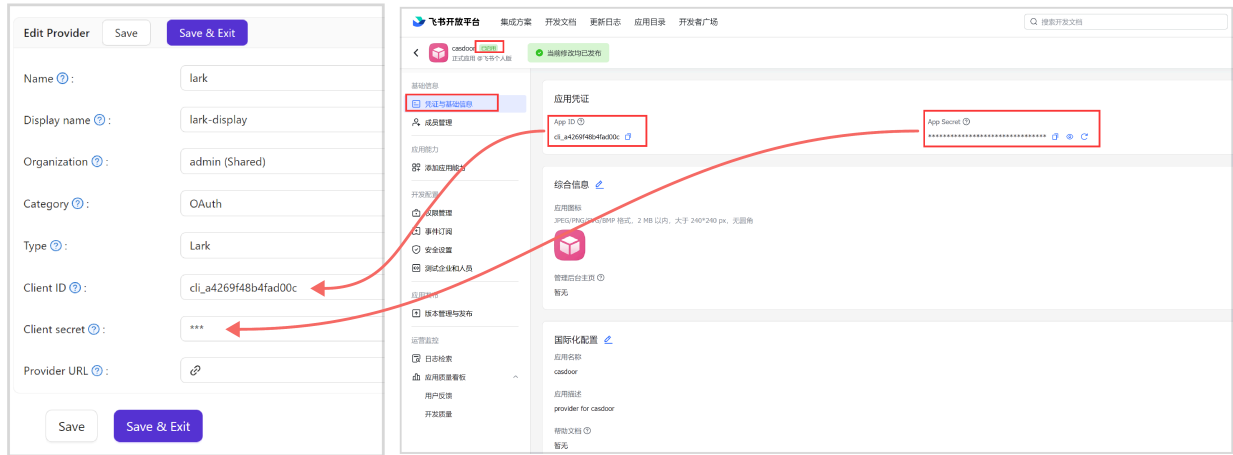 Edit Provider Save Save & Exit
Name :
lark
Display name :
lark-display
Organization :
admin (Shared)
Category :
OAuth
Type :
Lark
Client ID :
cli_a4269f48b4fad00c
Client secret :
***
Provider URL :
Save Save & Exit
飞书开放平台 集成方案 开发文档 更新日志 应用目录 开发者广场 搜索开发文档
casdoor 已启用
正式应用 @飞书个人版
当前修改均已发布
基础信息
凭证与基础信息
成员管理
应用能力
添加应用能力
开发配置
权限管理
事件订阅
安全设置
测试企业和人员
应用发布
版本管理与发布
运营监控
日志检索
应用质量看板
用户反馈
开发质量
应用凭证
App ID
cli_a4269f48b4fad00c
App Secret
********************************
综合信息
应用图标
JPEG/PNG/SVG/BMP 格式，2 MB 以内，大于 240*240 px，无圆角
管理后台主页
暂无
国际化配置
应用名称
casdoor
应用描述
provider for casdoor
帮助文档
暂无